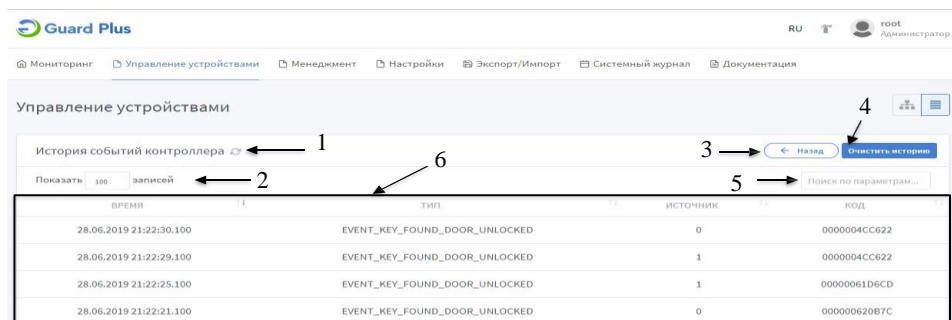 Guard Plus
RU
root
Администратор
Мониторинг Управление устройствами Менеджмент Настройки Экспорт/Импорт Системный журнал Документация
Управление устройствами
4
История событий контроллера 1 3 Назад Очистить историю
6
Показать 100 записей 2 5 Поиск по параметрам...
ВРЕМЯ ТИП ИСТОЧНИК КОД
28.06.2019 21:22:30.100 EVENT_KEY_FOUND_DOOR_UNLOCKED 0 0000004CC622
28.06.2019 21:22:29.100 EVENT_KEY_FOUND_DOOR_UNLOCKED 1 0000004CC622
28.06.2019 21:22:25.100 EVENT_KEY_FOUND_DOOR_UNLOCKED 1 00000061D6CD
28.06.2019 21:22:21.100 EVENT_KEY_FOUND_DOOR_UNLOCKED 0 000000620B7C